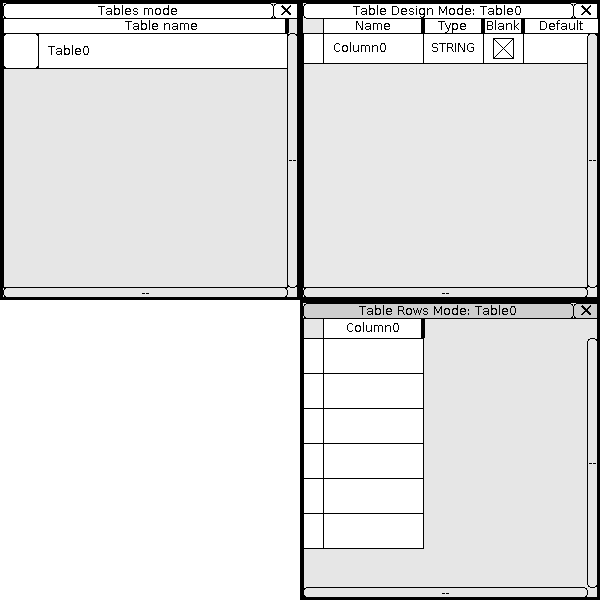 Tables mode
Table name
Table0
Table Design Mode: Table0
Name Type Blank Default
Column0 STRING
Table Rows Mode: Table0
Column0